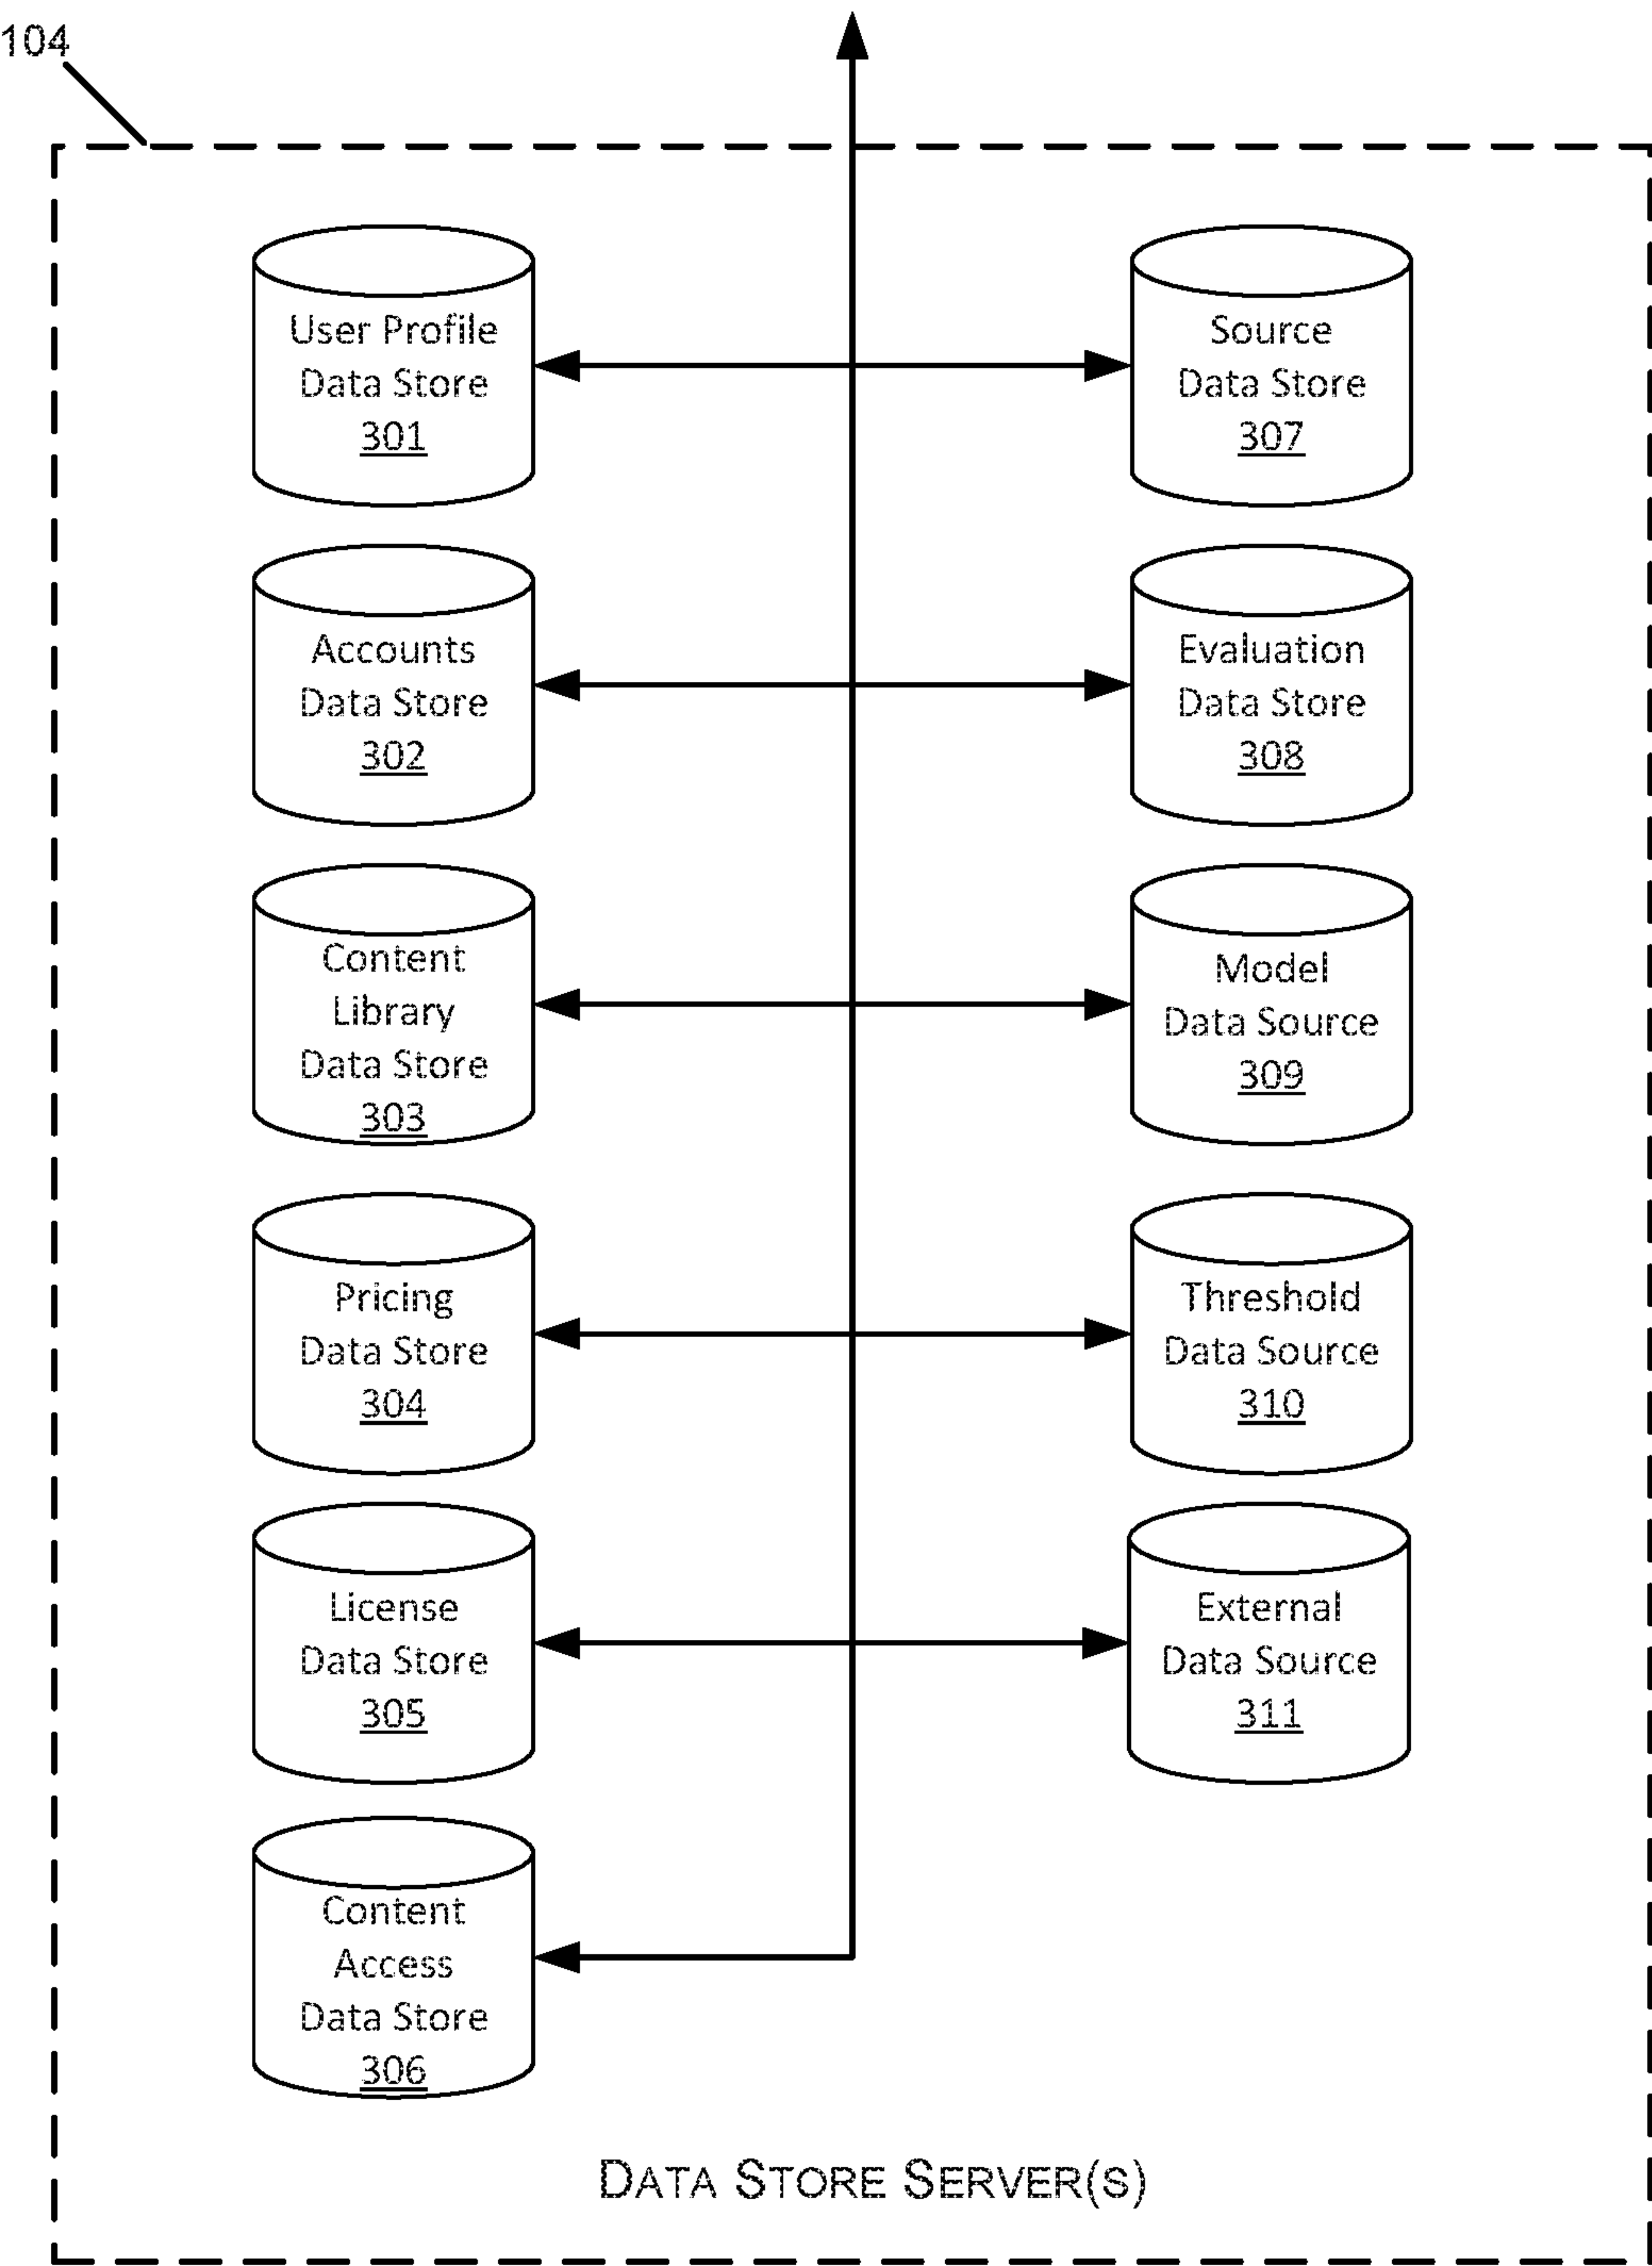 104
User Profile
Data Store
301
Source
Data Store
307
Accounts
Data Store
302
Evaluation
Data Store
308
Content
Library
Data Store
303
Model
Data Source
309
Pricing
Data Store
304
Threshold
Data Source
310
License
Data Store
305
External
Data Source
311
Content
Access
Data Store
306
DATA STORE SERVER(S)